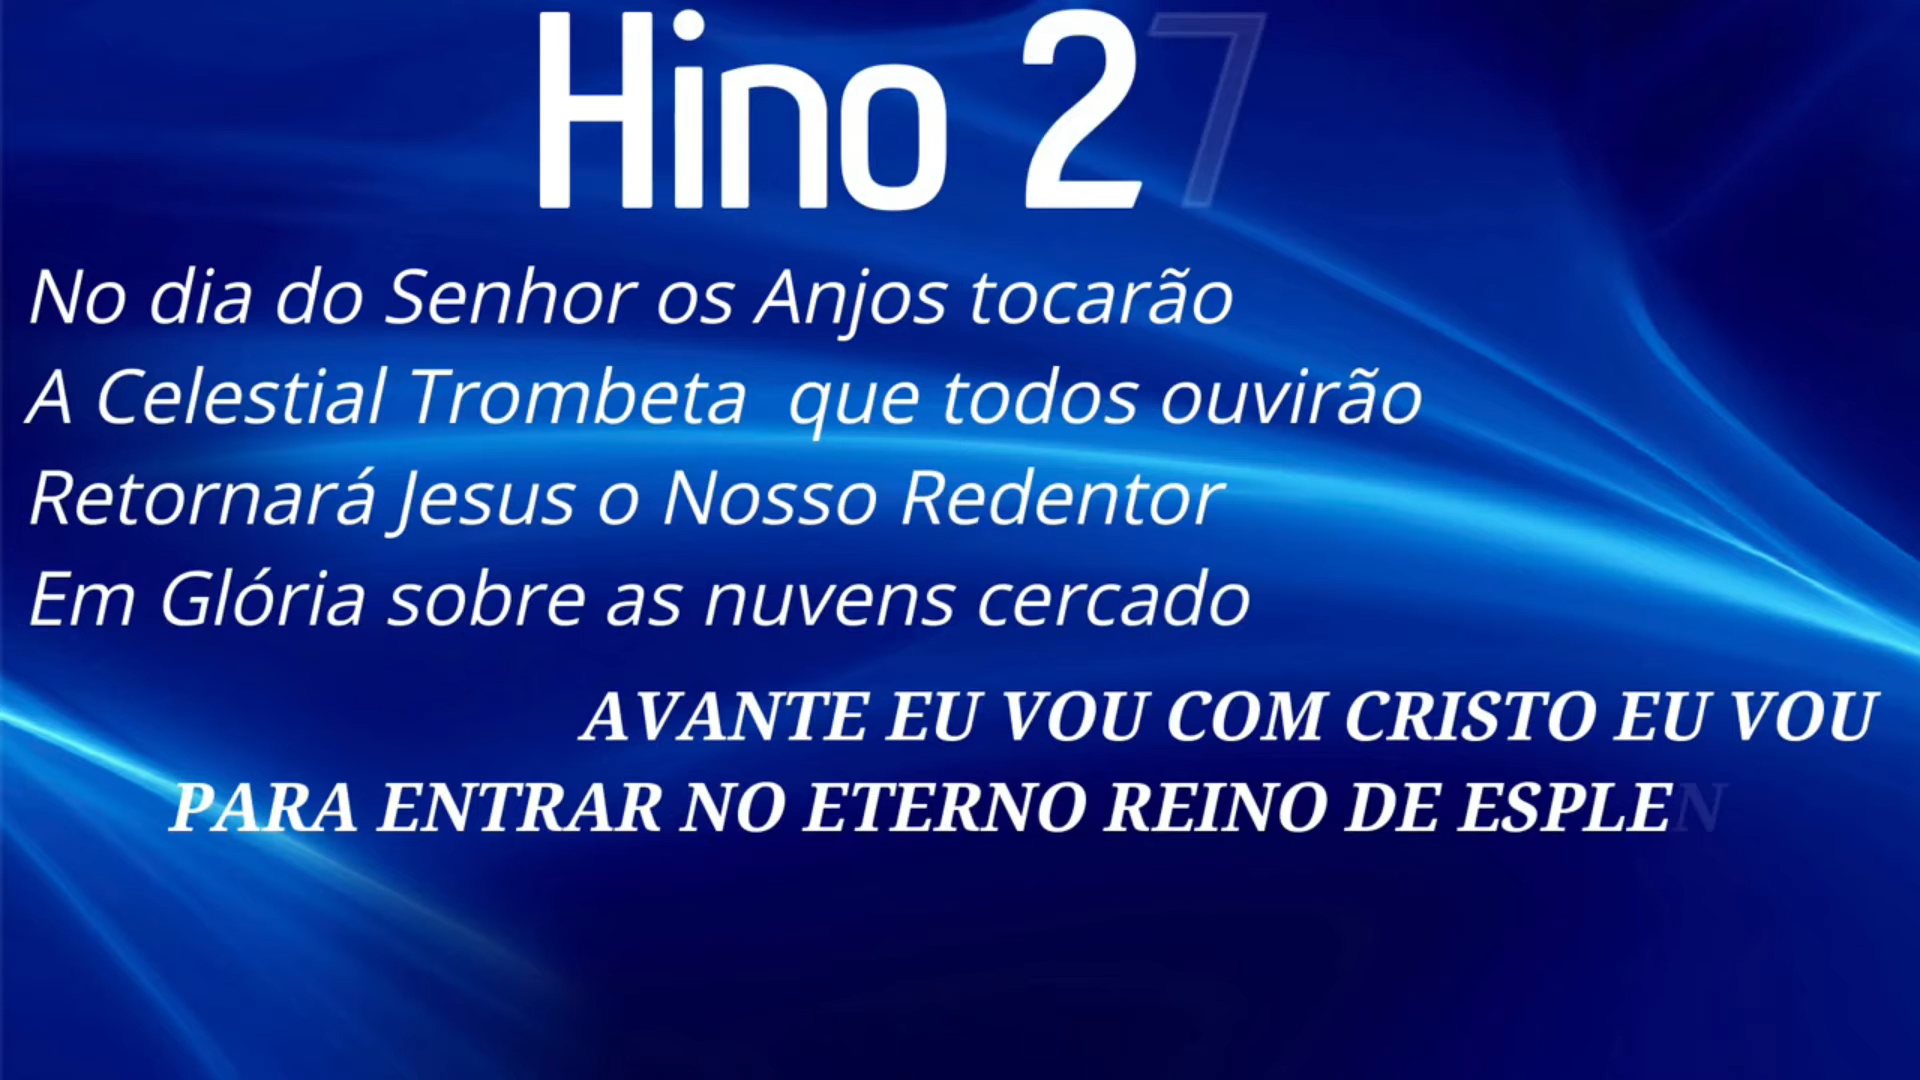 Hino 27
No dia do Senhor os Anjos tocarão
A Celestial Trombeta que todos ouvirão
Retornará Jesus o Nosso Redentor
Em Glória sobre as nuvens cercado
AVANTE EU VOU COM CRISTO EU VOU
PARA ENTRAR NO ETERNO REINO DE ESPLEN